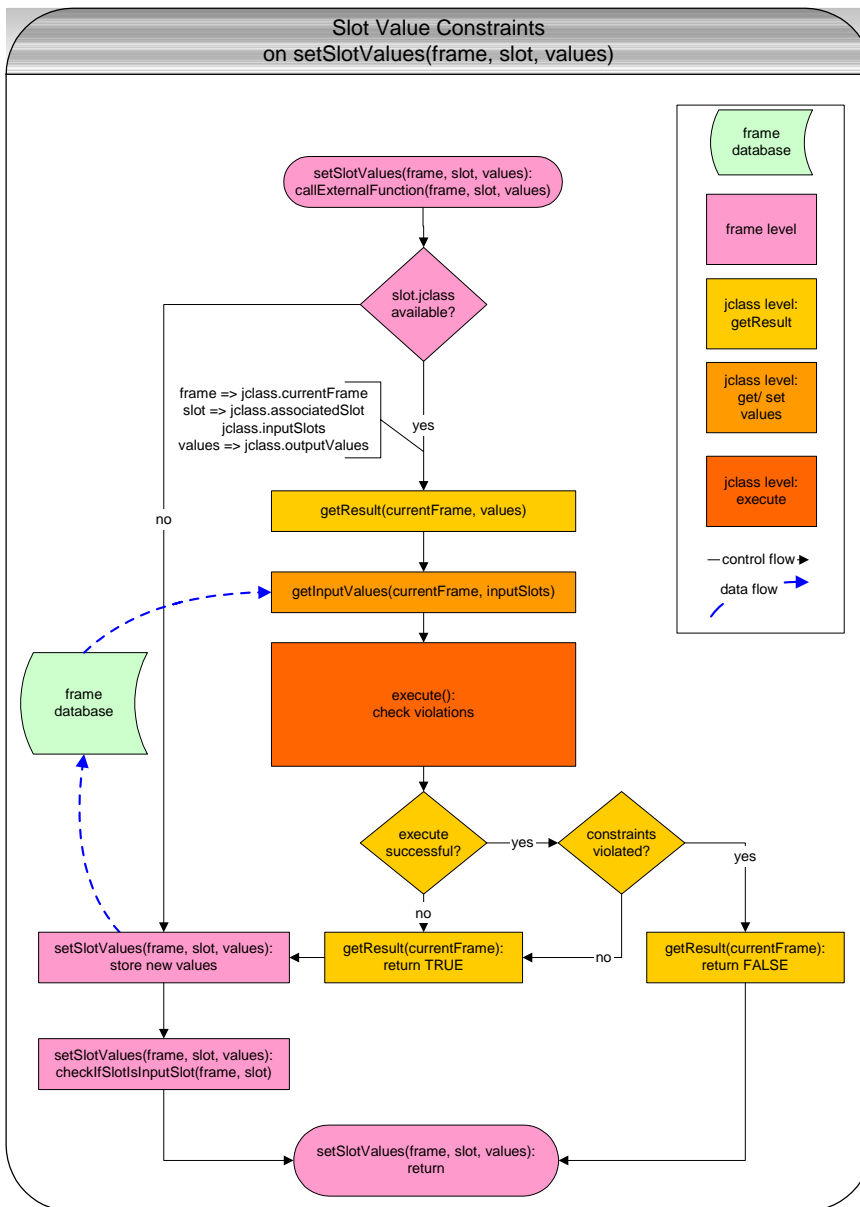 Slot Value Constraints
on setSlotValues(frame, slot, values)
frame
database
frame level
jclass level:
getResult
jclass level:
get/ set
values
jclass level:
execute
control flow
data flow
setSlotValues(frame, slot, values):
callExternalFunction(frame, slot, values)
slot.jclass
available?
frame => jclass.currentFrame
slot => jclass.associatedSlot
jclass.inputSlots
values => jclass.outputValues
yes
no
getResult(currentFrame, values)
getInputValues(currentFrame, inputSlots)
frame
database
execute():
check violations
execute
successful?
yes
constraints
violated?
yes
no
no
setSlotValues(frame, slot, values):
store new values
getResult(currentFrame):
return TRUE
getResult(currentFrame):
return FALSE
setSlotValues(frame, slot, values):
checkIfSlotIsInputSlot(frame, slot)
setSlotValues(frame, slot, values):
return